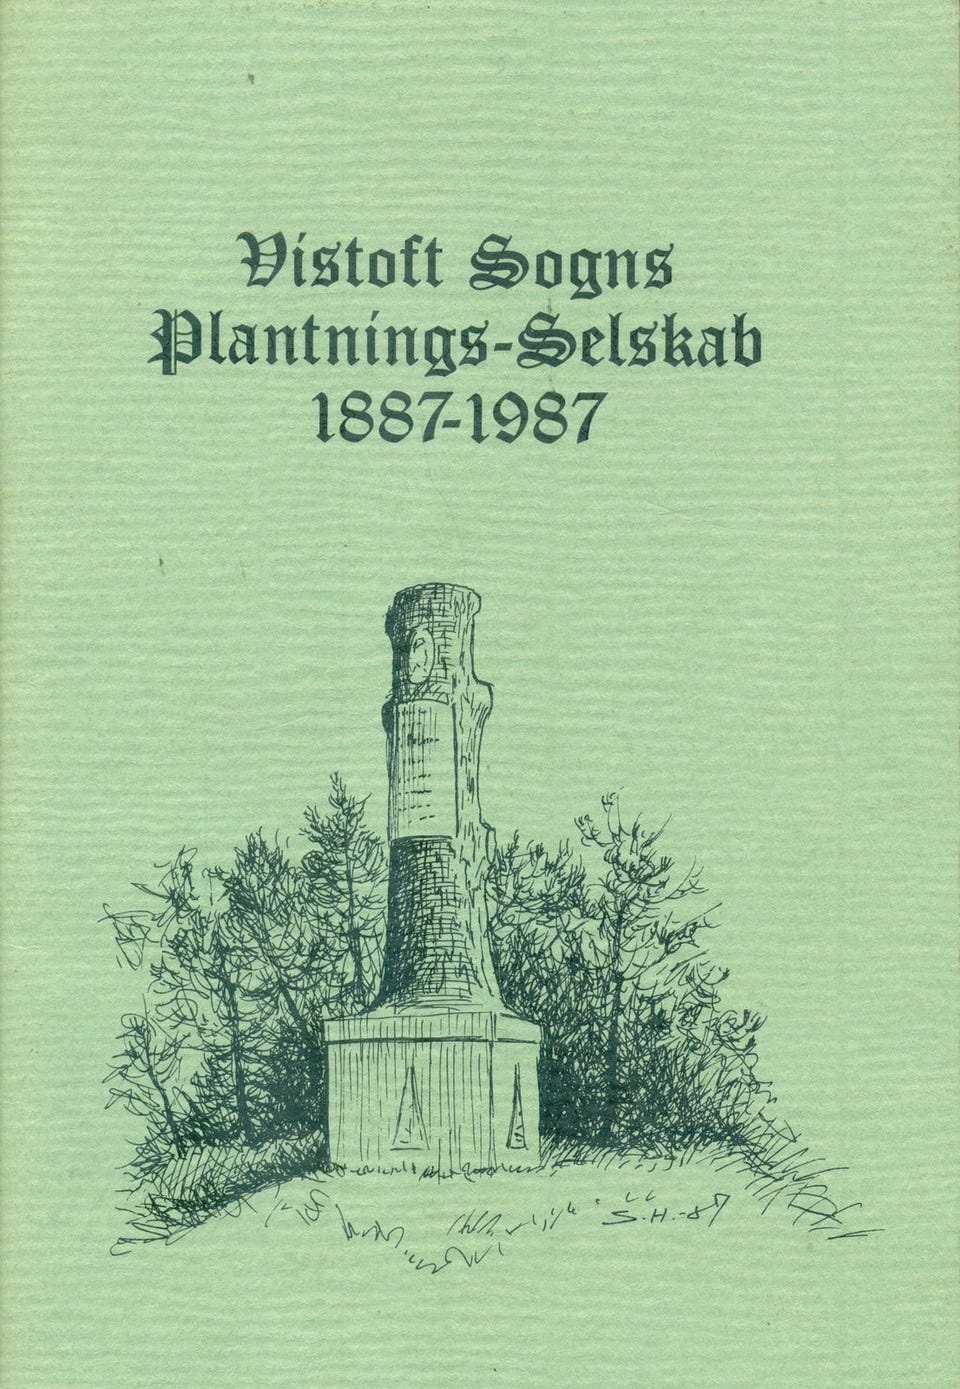 Vistoft Sogns
Plantnings-Selskab
1887-1987
S.H.-87